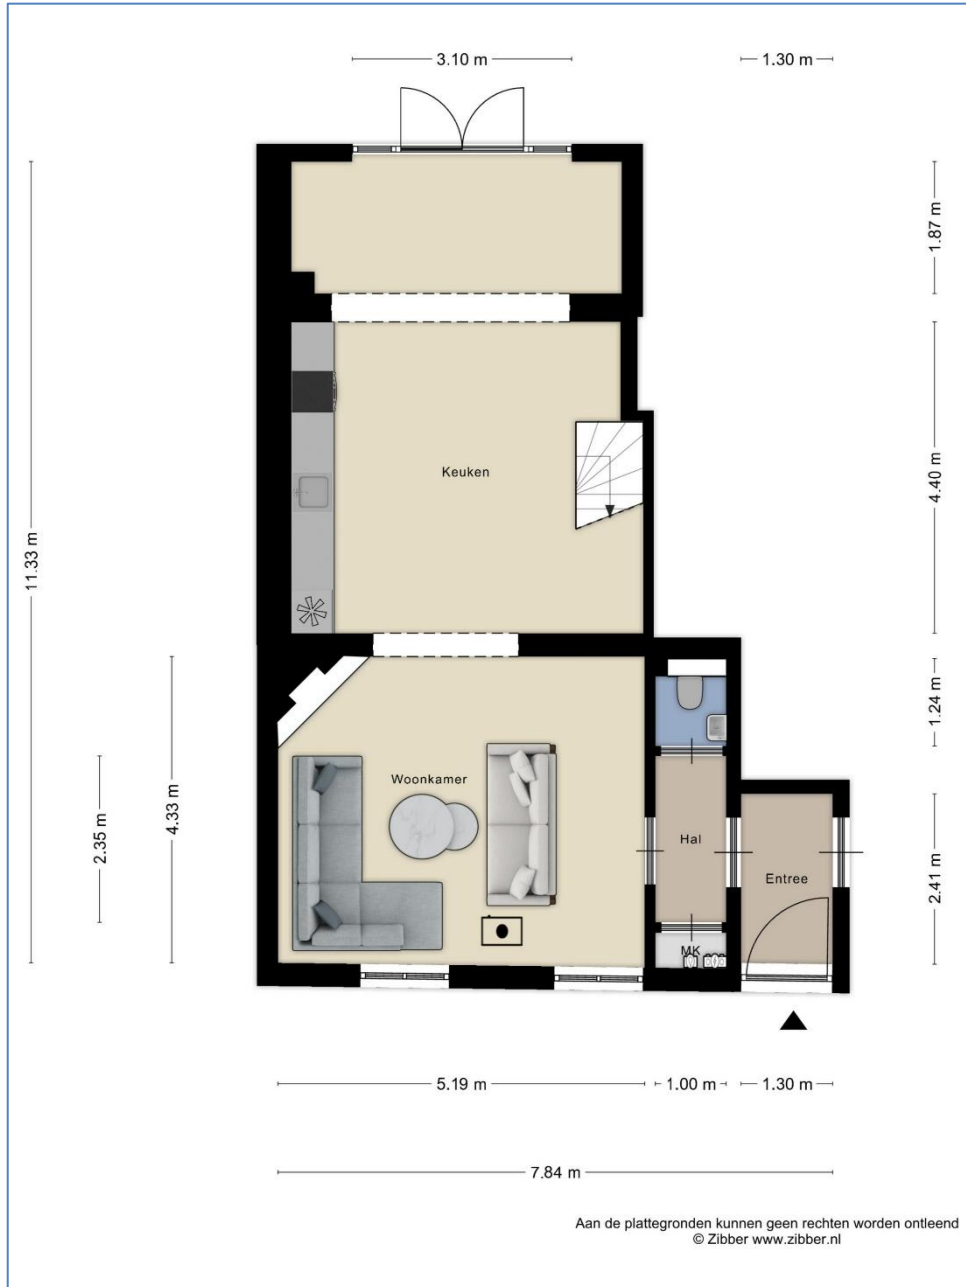 3.10 m
1.30 m
1.87 m
11.33 m
Keuken
4.40 m
1.24 m
Woonkamer
4.33 m
2.35 m
Hal
Entree
2.41 m
MK
5.19 m
1.00 m
1.30 m
7.84 m
Aan de plattegronden kunnen geen rechten worden ontleend
© Zibber www.zibber.nl